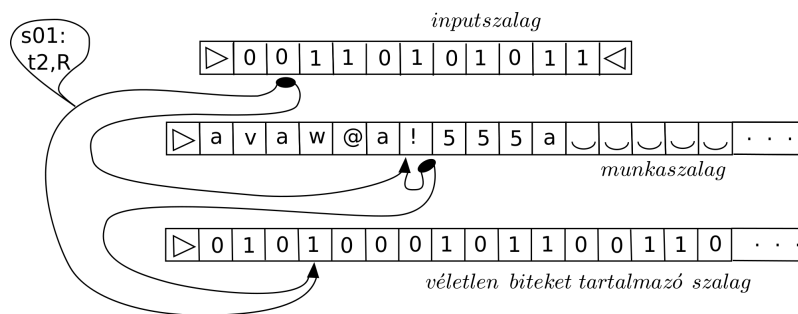 inputszalag
s01:
t2,R
▷ 0 0 1 1 0 1 0 1 0 1 1 ◁
▷ a v a w @ a ! 5 5 5 a ⌣ ⌣ ⌣ ⌣ ⌣ . . .
munkaszalag
▷ 0 1 0 1 0 0 0 1 0 1 1 0 0 1 1 0 . . .
véletlen biteket tartalmazó szalag